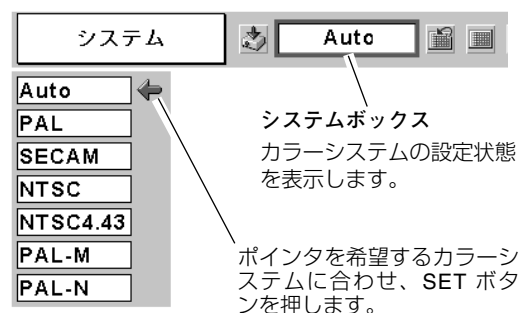 システム
Auto
Auto
PAL
SECAM
NTSC
NTSC4.43
PAL-M
PAL-N
システムボックス
カラーシステムの設定状態
を表示します。
ポインタを希望するカラーシ
ステムに合わせ、SET ボタ
ンを押します。